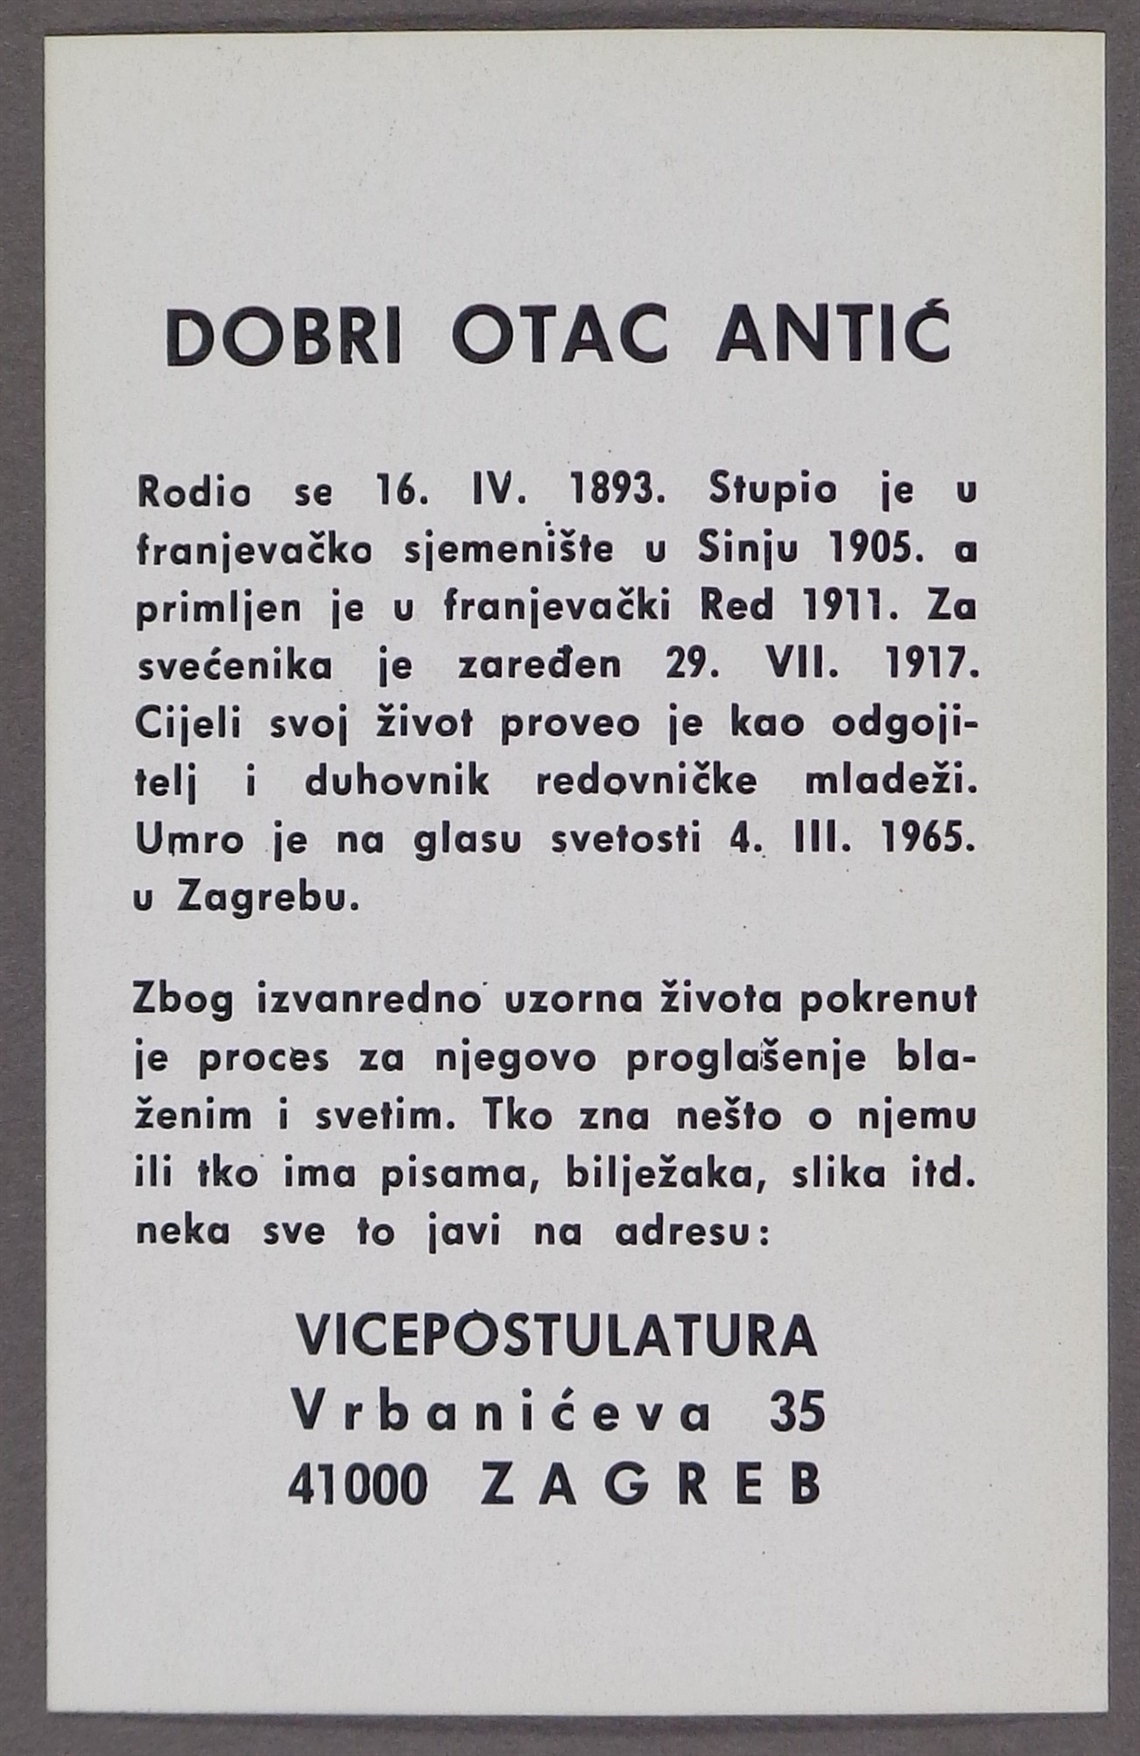 DOBRI OTAC ANTIĆ
Rodio se 16. IV. 1893. Stupio je u
franjevačko sjemenište u Sinju 1905. a
primljen je u franjevački Red 1911. Za
svećenika je zaređen 29. VII. 1917.
Cijeli svoj život proveo je kao odgoji-
telj i duhovnik redovničke mladeži.
Umro je na glasu svetosti 4. III. 1965.
u Zagrebu.
Zbog izvanredno uzorna života pokrenut
je proces za njegovo proglašenje bla-
ženim i svetim. Tko zna nešto o njemu
ili tko ima pisama, bilježaka, slika itd.
neka sve to javi na adresu:
VICEPOSTULATURA
Vrbanićeva 35
41000 ZAGREB